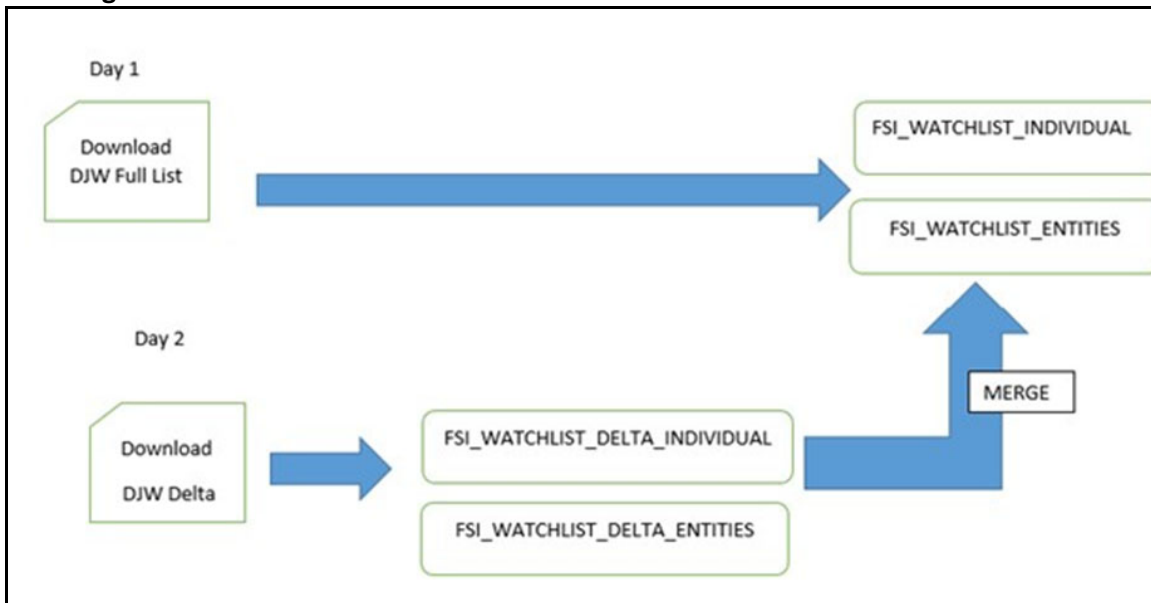 Day 1
Download
DJW Full List
FSI_WATCHLIST_INDIVIDUAL
FSI_WATCHLIST_ENTITIES
Day 2
Download
DJW Delta
FSI_WATCHLIST_DELTA_INDIVIDUAL
FSI_WATCHLIST_DELTA_ENTITIES
MERGE